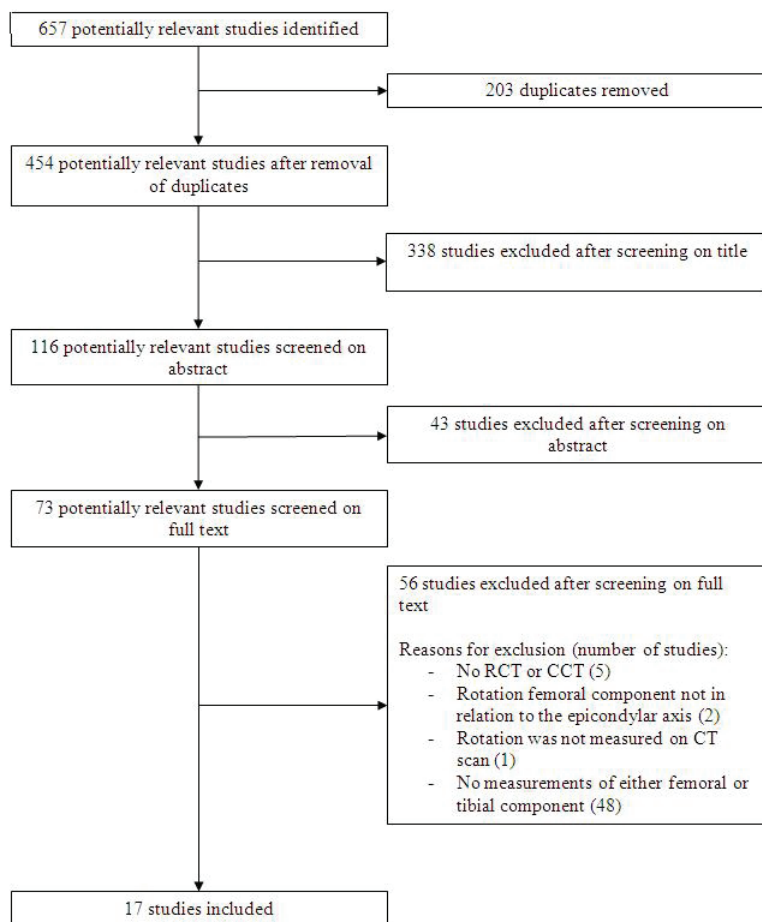 657 potentially relevant studies identified
203 duplicates removed
454 potentially relevant studies after removal
of duplicates
338 studies excluded after screening on title
116 potentially relevant studies screened on
abstract
43 studies excluded after screening on
abstract
73 potentially relevant studies screened on
full text
56 studies excluded after screening on full
text
Reasons for exclusion (number of studies):
- No RCT or CCT (5)
- Rotation femoral component not in
relation to the epicondylar axis (2)
- Rotation was not measured on CT
scan (1)
- No measurements of either femoral or
tibial component (48)
17 studies included